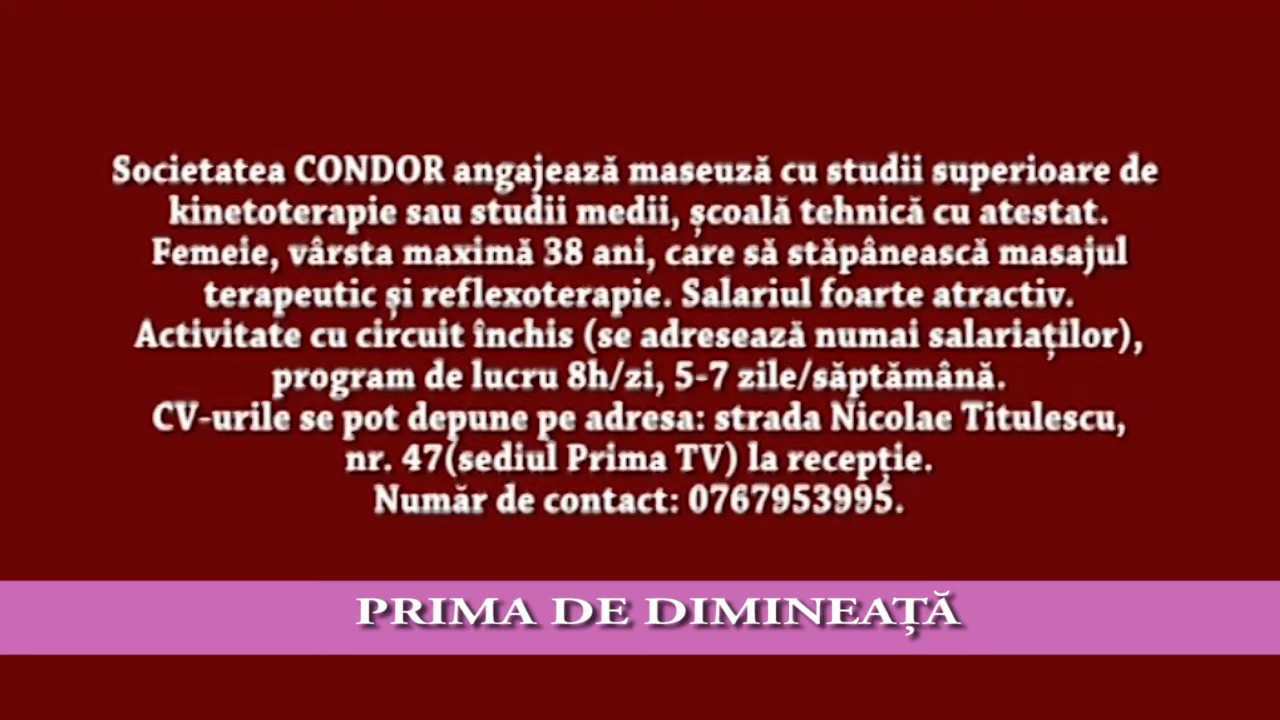 Societatea CONDOR angajează maseuză cu studii superioare de
kinetoterapie sau studii medii, școală tehnică cu atestat.
Femeie, vârsta maximă 38 ani, care să stăpânească masajul
terapeutic și reflexoterapie. Salariul foarte atractiv.
Activitate cu circuit închis (se adresează numai salariaților),
program de lucru 8h/zi, 5-7 zile/săptămână.
CV-urile se pot depune pe adresa: strada Nicolae Titulescu,
nr. 47(sediul Prima TV) la recepție.
Număr de contact: 0767953995.
PRIMA DE DIMINEAȚĂ